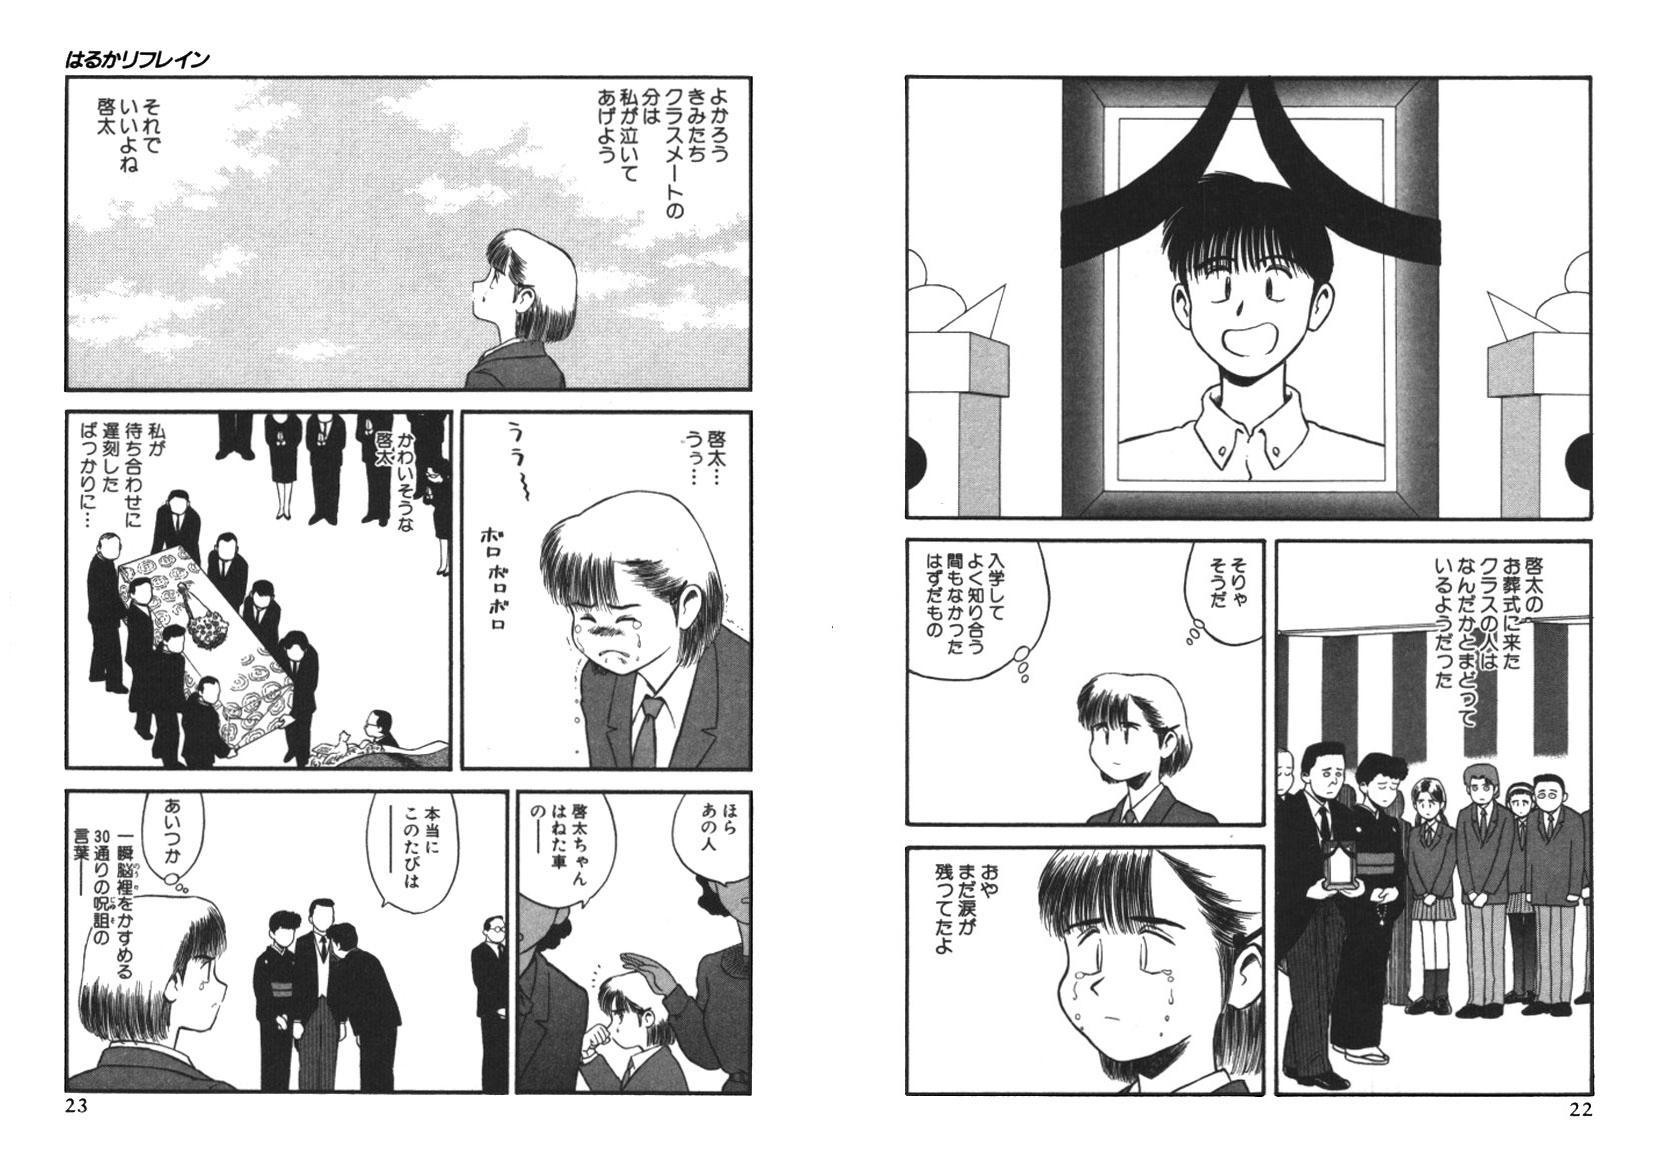 啓太の
お葬式に来た
クラスの人は
なんだかとまどって
いるようだった
そりゃ
そうだ
入学して
よく知り合う
間もなかった
はずだもの
おや
まだ涙が
残ってたよ
22
はるかリフレイン
よかろう
きみたち
クラスメートの
分は
私が泣いて
あげよう
それで
いいよね
啓太
啓太…
うぅ…
うぅ〜
ボロボロボロ
かわいそうな
啓太
私が
待ち合わせに
遅刻した
ばっかりに…
ほら
あの人
啓太ちゃん
はねた車
の――
本当に
このたびは
――
あいつか
一瞬脳裡をかすめる
のうり
30通りの呪詛の
じゅそ
言葉――
23